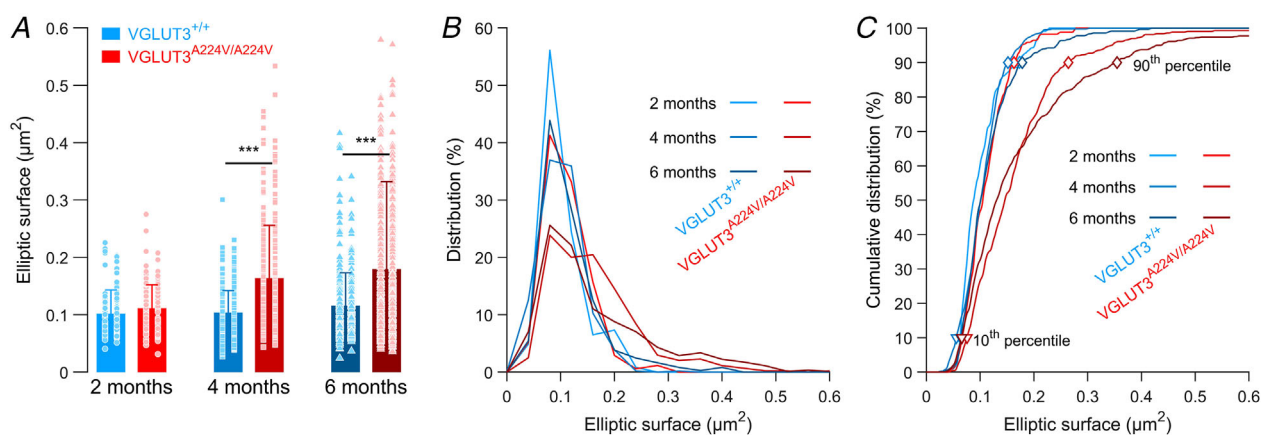 A
VGLUT3+/+
VGLUT3A224V/A224V
Elliptic surface (μm2)
0.6
0.5
0.4
0.3
0.2
0.1
0
***
***
2 months
4 months
6 months
B
Distribution (%)
60
50
40
30
20
10
0
2 months
4 months
6 months
VGLUT3+/+
VGLUT3A224V/A224V
0 0.1 0.2 0.3 0.4 0.5 0.6
Elliptic surface (μm2)
C
Cumulative distribution (%)
100
90
80
70
60
50
40
30
20
10
0
90th percentile
2 months
4 months
6 months
VGLUT3+/+
VGLUT3A224V/A224V
10th percentile
0 0.1 0.2 0.3 0.4 0.5 0.6
Elliptic surface (μm2)